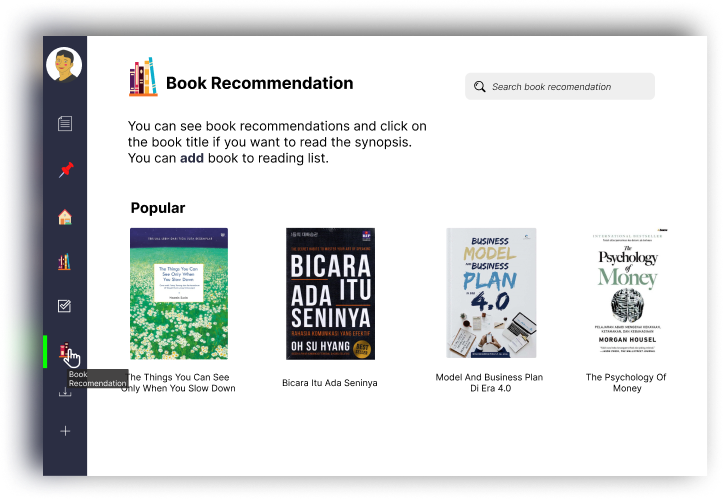 Book Recommendation
Search book recomendation
You can see book recommendations and click on
the book title if you want to read the synopsis.
You can add book to reading list.
Popular
The Things You Can
See Only When
You Slow Down
BICARA
ITU
ADA
SENINYA
OH SU HYANG
BUSINESS
MODEL
AND BUSINESS
PLAN
DI ERA 4.0
INTERNATIONAL BESTSELLER
The
Psychology
of
Money
MORGAN HOUSEL
Book
Recomendation
The Things You Can See
Only When You Slow Down
Bicara Itu Ada Seninya
Model And Business Plan
Di Era 4.0
The Psychology Of
Money